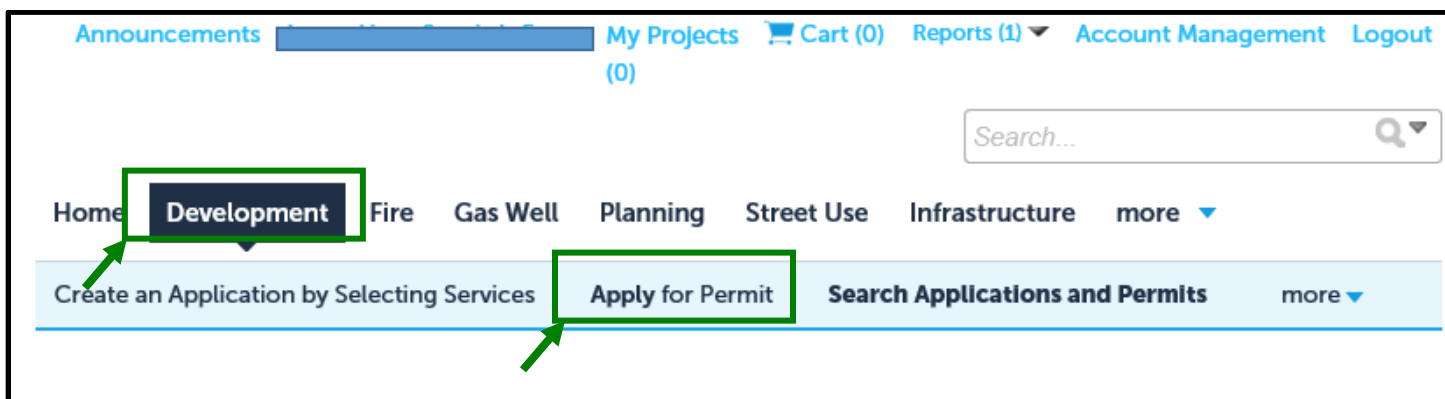 Announcements My Projects Cart (0) Reports (1) Account Management Logout
(0)
Search...
Home Development Fire Gas Well Planning Street Use Infrastructure more
Create an Application by Selecting Services Apply for Permit Search Applications and Permits more